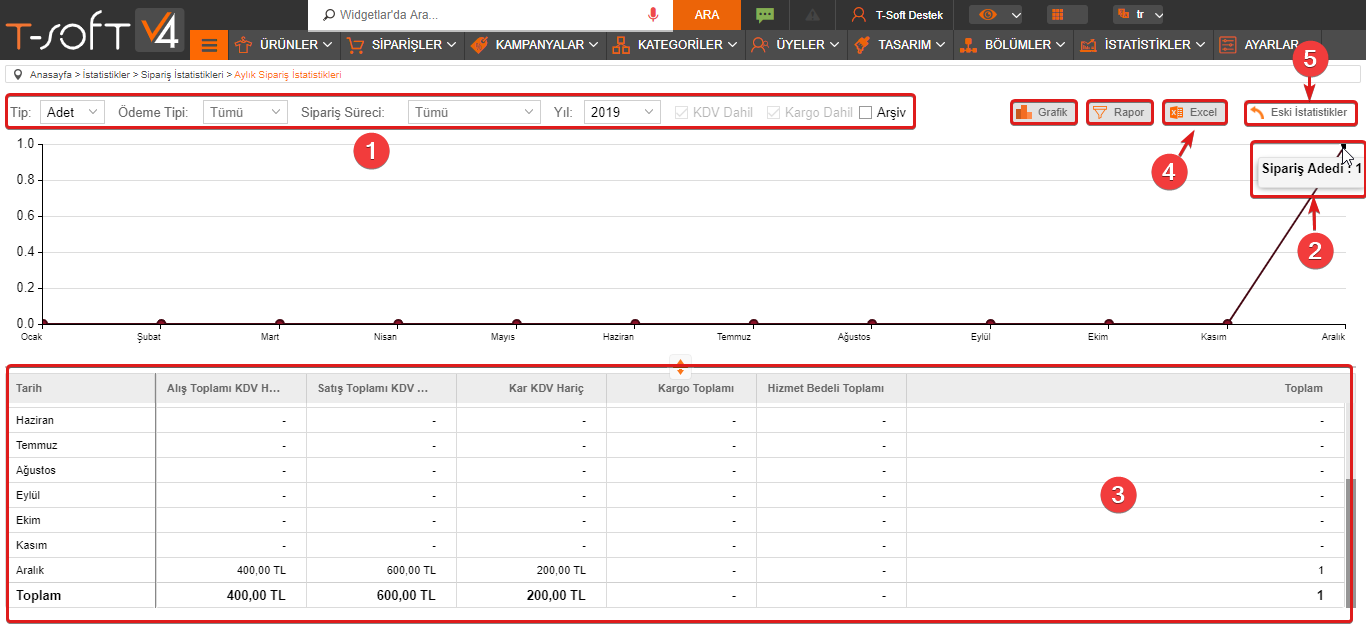 T-SOFT V4
Widgetlar'da Ara...
ARA
T-Soft Destek
tr
ÜRÜNLER SİPARİŞLER KAMPANYALAR KATEGORİLER ÜYELER TASARIM BÖLÜMLER İSTATİSTİKLER AYARLAR
Anasayfa > İstatistikler > Sipariş İstatistikleri > Aylık Sipariş İstatistikleri
5
Tip: Adet Ödeme Tipi: Tümü Sipariş Süreci: Tümü Yıl: 2019 KDV Dahil Kargo Dahil Arşiv
Grafik Rapor Excel Eski İstatistikler
1
4
2
Sipariş Adedi : 1
1.0
0.8
0.6
0.4
0.2
0.0
Ocak Şubat Mart Nisan Mayıs Haziran Temmuz Ağustos Eylül Ekim Kasım Aralık
Tarih Alış Toplamı KDV H... Satış Toplamı KDV ... Kar KDV Hariç Kargo Toplamı Hizmet Bedeli Toplamı Toplam
Haziran - - - - - -
Temmuz - - - - - -
Ağustos - - - - - -
Eylül - - - - - -
3
Ekim - - - - - -
Kasım - - - - - -
Aralık 400,00 TL 600,00 TL 200,00 TL - - 1
Toplam 400,00 TL 600,00 TL 200,00 TL - - 1